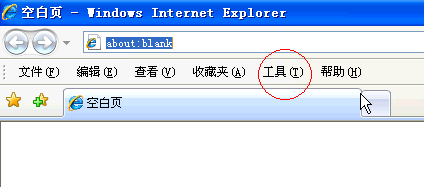 空白页 - Windows Internet Explorer
about:blank
文件(F) 编辑(E) 查看(V) 收藏夹(A) 工具(T) 帮助(H)
空白页